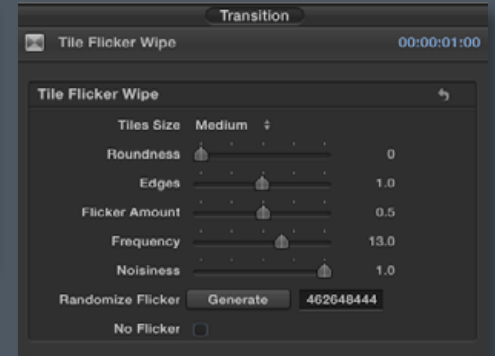 Transition
Tile Flicker Wipe 00:00:01:00
Tile Flicker Wipe
Tiles Size Medium
Roundness 0
Edges 1.0
Flicker Amount 0.5
Frequency 13.0
Noisiness 1.0
Randomize Flicker Generate 462648444
No Flicker